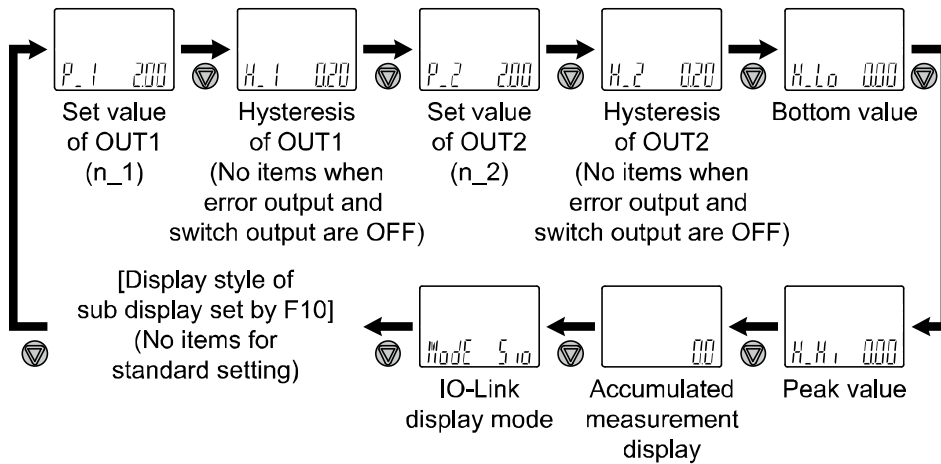 P_1 2.00
Set value
of OUT1
(n_1)
H_1 0.20
Hysteresis
of OUT1
(No items when
error output and
switch output are OFF)
P_2 2.00
Set value
of OUT2
(n_2)
H_2 0.20
Hysteresis
of OUT2
(No items when
error output and
switch output are OFF)
H_Lo 0.00
Bottom value
H_Hi 0.00
Peak value
0.0
Accumulated
measurement
display
ModE Sio
IO-Link
display mode
[Display style of
sub display set by F10]
(No items for
standard setting)